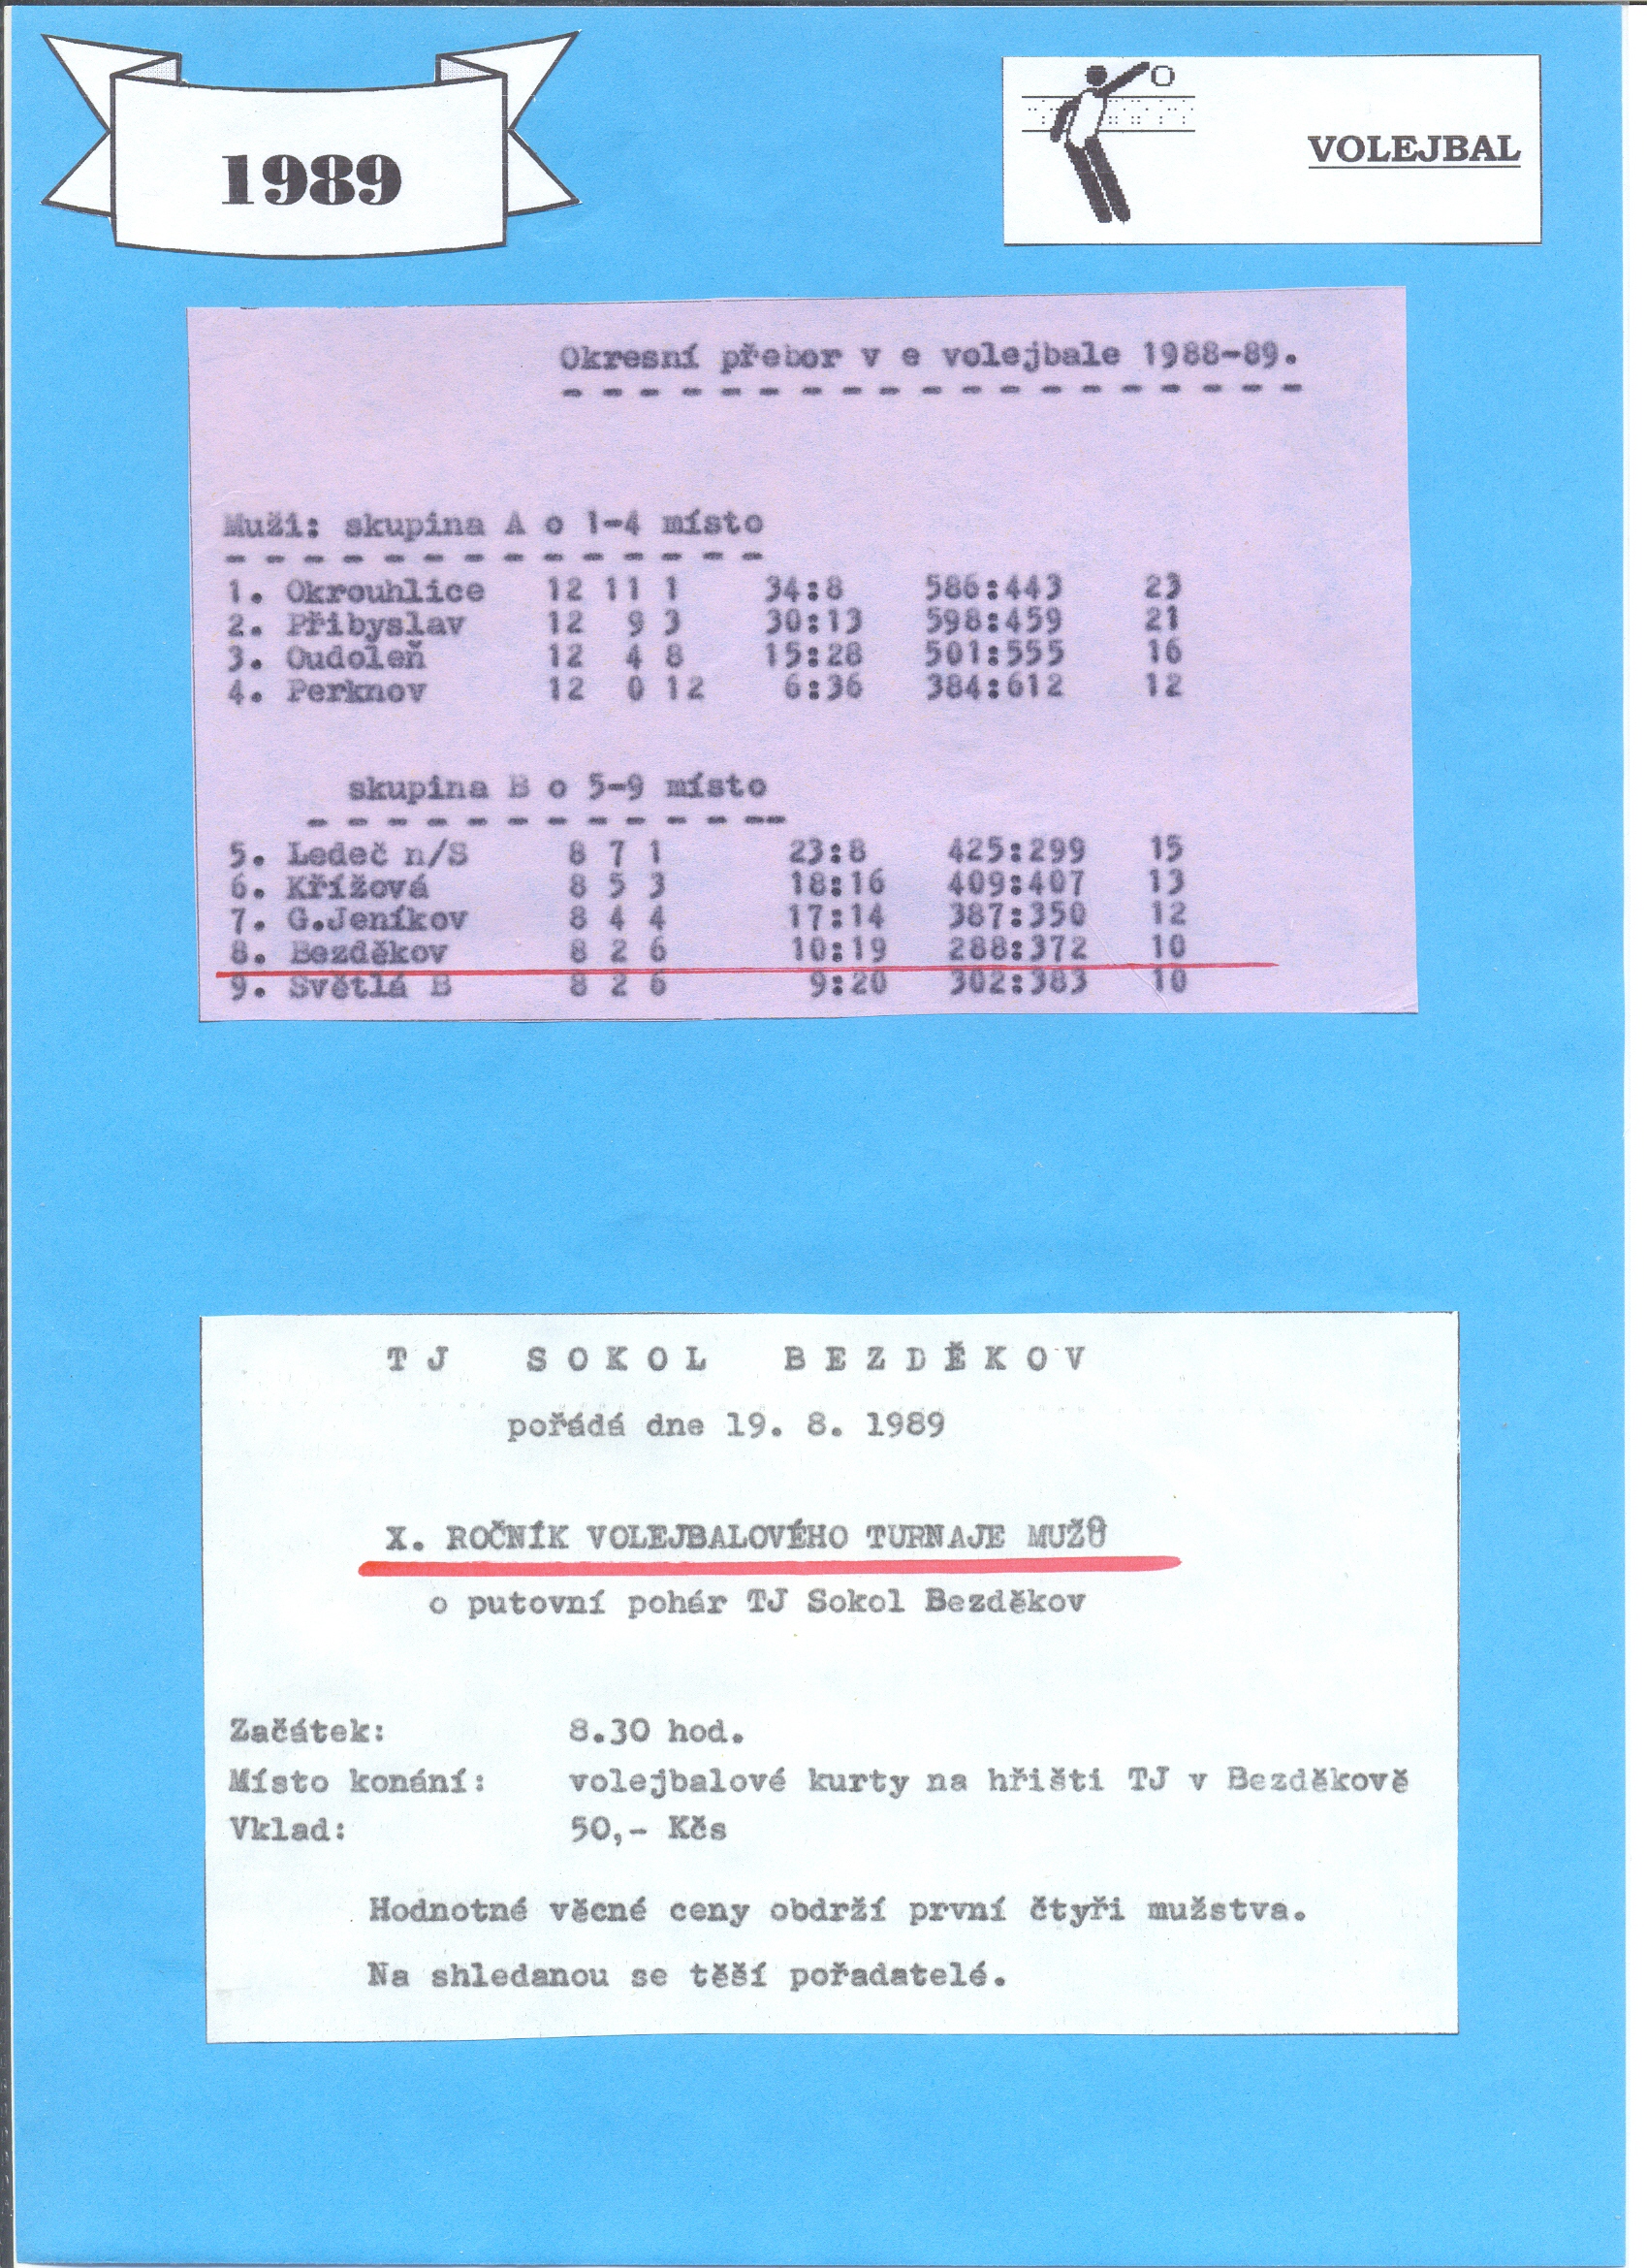 1989
VOLEJBAL
Okresní přebor v e volejbale 1988-89.
Muži: skupina A o 1-4 místo
1. Okrouhlice 12 11 1 34:8 586:443 23
2. Přibyslav 12 9 3 30:13 598:459 21
3. Oudoleň 12 4 8 15:28 501:555 16
4. Perknov 12 0 12 6:36 384:612 12
skupina B o 5-9 místo
5. Ledeč n/S 8 7 1 23:8 425:299 15
6. Křížová 8 5 3 18:16 409:407 13
7. G.Jeníkov 8 4 4 17:14 387:350 12
8. Bezděkov 8 2 6 10:19 288:372 10
9. Světlá B 8 2 6 9:20 302:383 10
TJ SOKOL BEZDĚKOV
pořádá dne 19. 8. 1989
X. ROČNÍK VOLEJBALOVÉHO TURNAJE MUŽŮ
o putovní pohár TJ Sokol Bezděkov
Začátek: 8.30 hod.
Místo konání: volejbalové kurty na hřišti TJ v Bezděkově
Vklad: 50,- Kčs
Hodnotné věcné ceny obdrží první čtyři mužstva.
Na shledanou se těší pořadatelé.